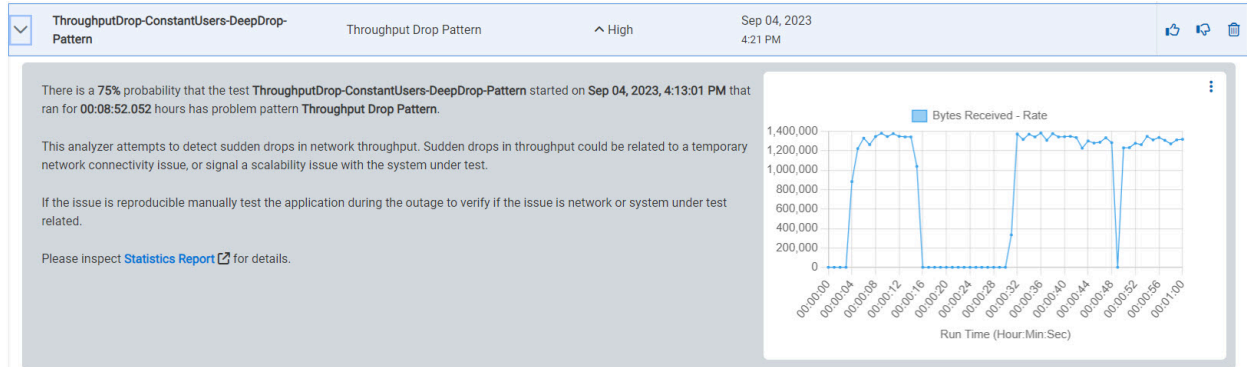 ThroughputDrop-ConstantUsers-DeepDrop-
Pattern
Throughput Drop Pattern
High
Sep 04, 2023
4:21 PM
There is a 75% probability that the test ThroughputDrop-ConstantUsers-DeepDrop-Pattern started on Sep 04, 2023, 4:13:01 PM that
ran for 00:08:52.052 hours has problem pattern Throughput Drop Pattern.
This analyzer attempts to detect sudden drops in network throughput. Sudden drops in throughput could be related to a temporary
network connectivity issue, or signal a scalability issue with the system under test.
If the issue is reproducible manually test the application during the outage to verify if the issue is network or system under test
related.
Please inspect Statistics Report for details.
Bytes Received - Rate
1,400,000
1,200,000
1,000,000
800,000
600,000
400,000
200,000
0
00:00:00
00:00:04
00:00:08
00:00:12
00:00:16
00:00:20
00:00:24
00:00:28
00:00:32
00:00:36
00:00:40
00:00:44
00:00:48
00:00:52
00:00:56
00:01:00
Run Time (Hour:Min:Sec)